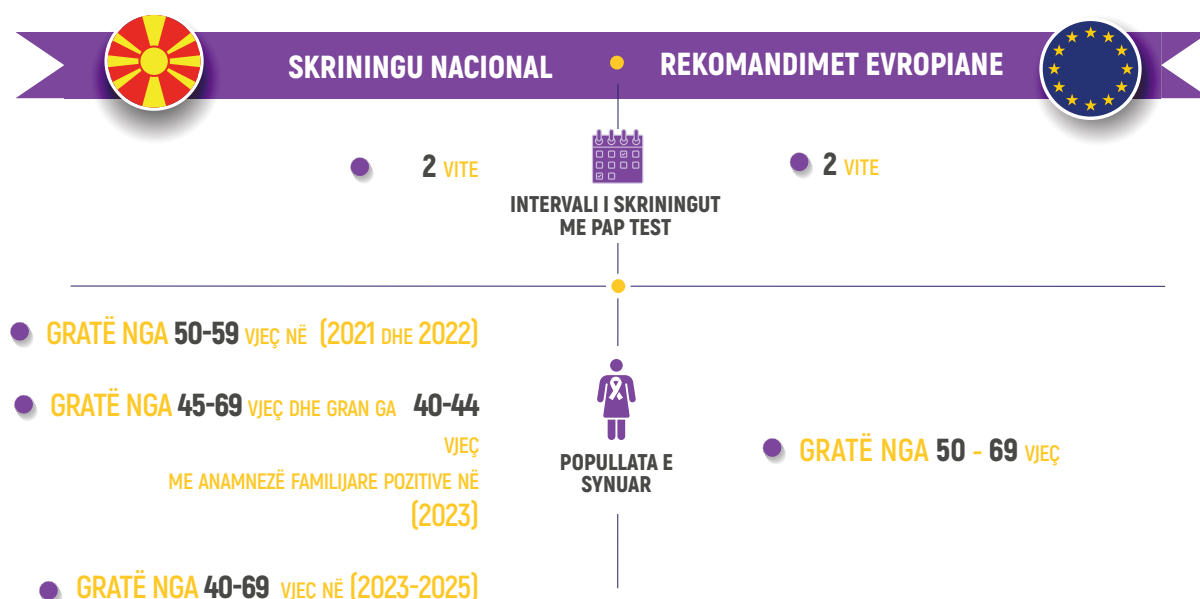 SKRININGU NACIONAL
REKOMANDIMET EVROPIANE
2 VITE
INTERVALI I SKRININGUT
ME PAP TEST
2 VITE
GRATË NGA 50-59 VJEÇ NË (2021 DHE 2022)
GRATË NGA 45-69 VJEÇ DHE GRAN GA 40-44
VJEÇ
ME ANAMNEZË FAMILIJARE POZITIVE NË
(2023)
GRATË NGA 40-69 VJEÇ NË (2023-2025)
POPULLATA E
SYNUAR
GRATË NGA 50 - 69 VJEÇ